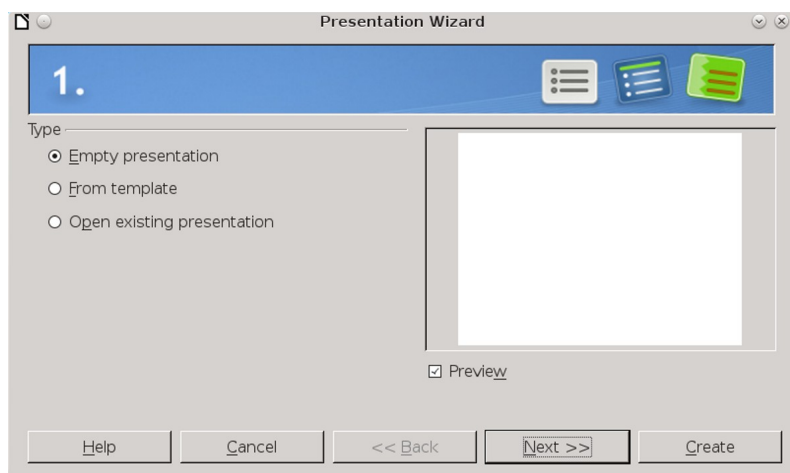 Presentation Wizard
1.
Type
Empty presentation
From template
Open existing presentation
Preview
Help
Cancel
<< Back
Next >>
Create